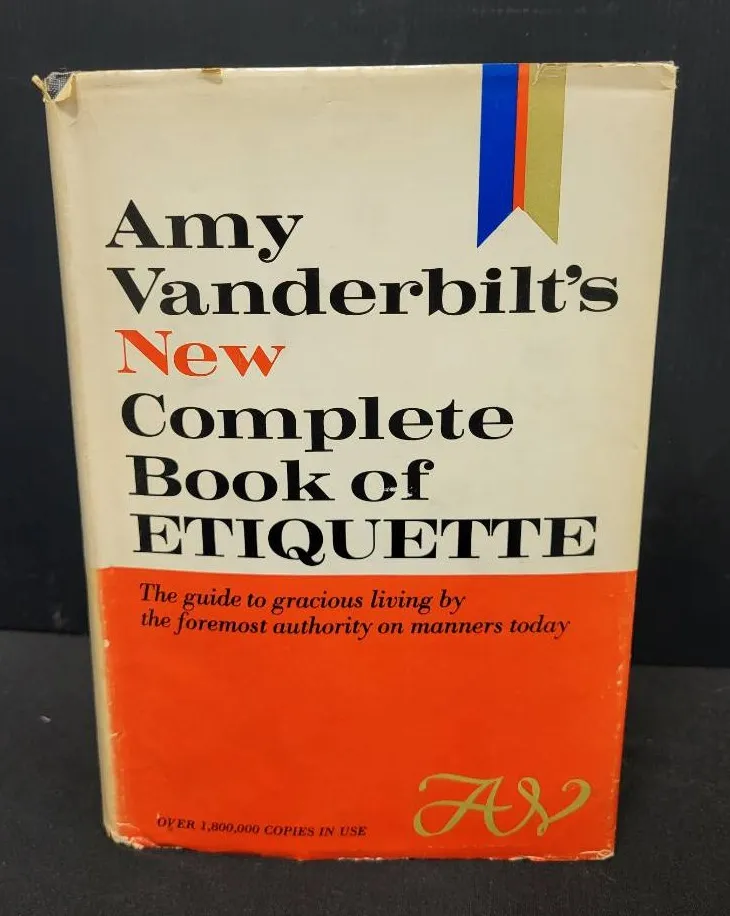 Amy
Vanderbilt's
New
Complete
Book of
ETIQUETTE
The guide to gracious living by
the foremost authority on manners today
AV
OVER 1,800,000 COPIES IN USE